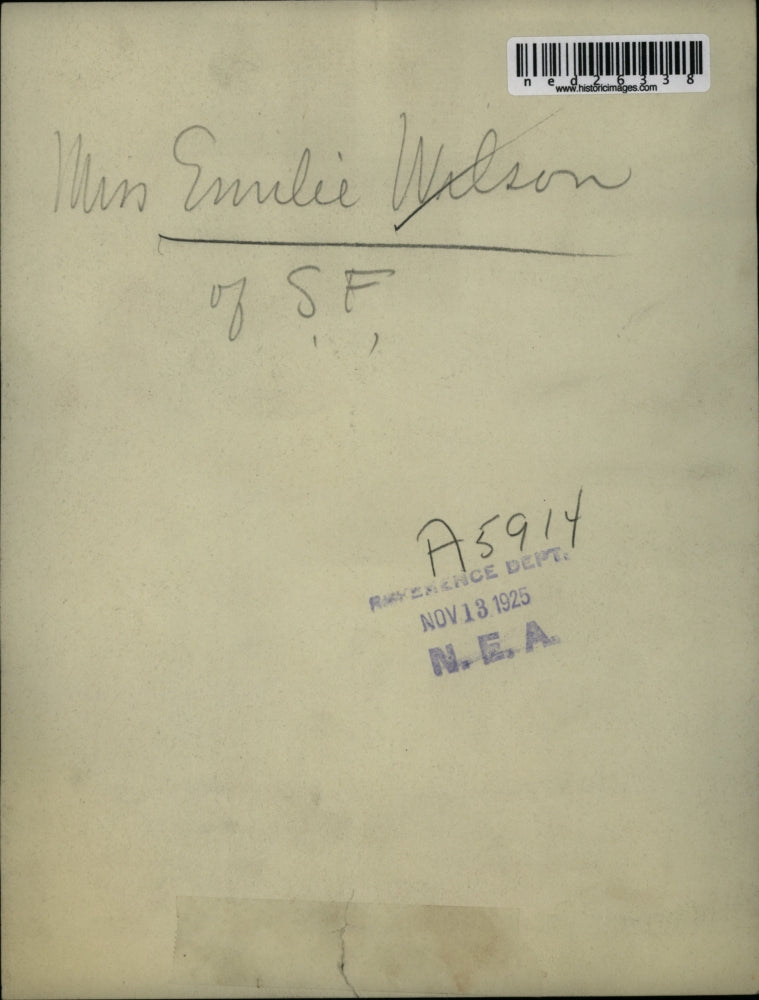 ned26338
www.historicimages.com
Miss Emilie Wilson
of S.F.
A5914
REFERENCE DEPT.
NOV 13 1925
N.E.A.